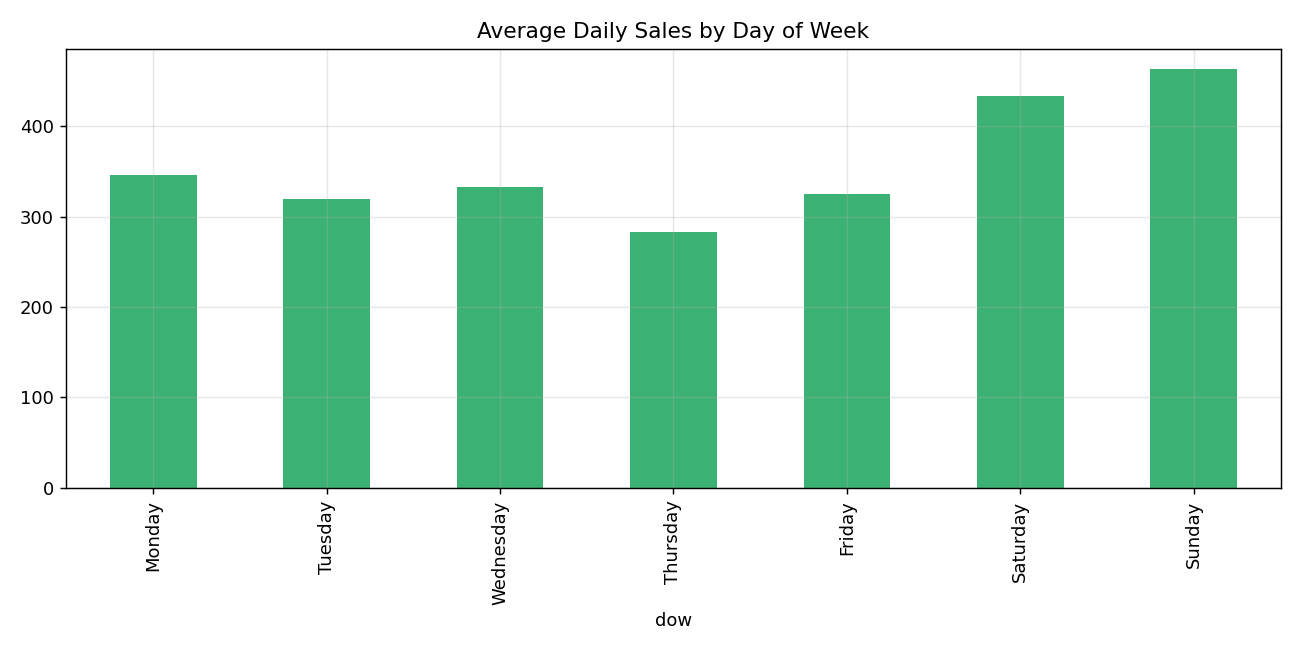 Average Daily Sales by Day of Week
400
300
200
100
0
Monday
Tuesday
Wednesday
Thursday
Friday
Saturday
Sunday
dow